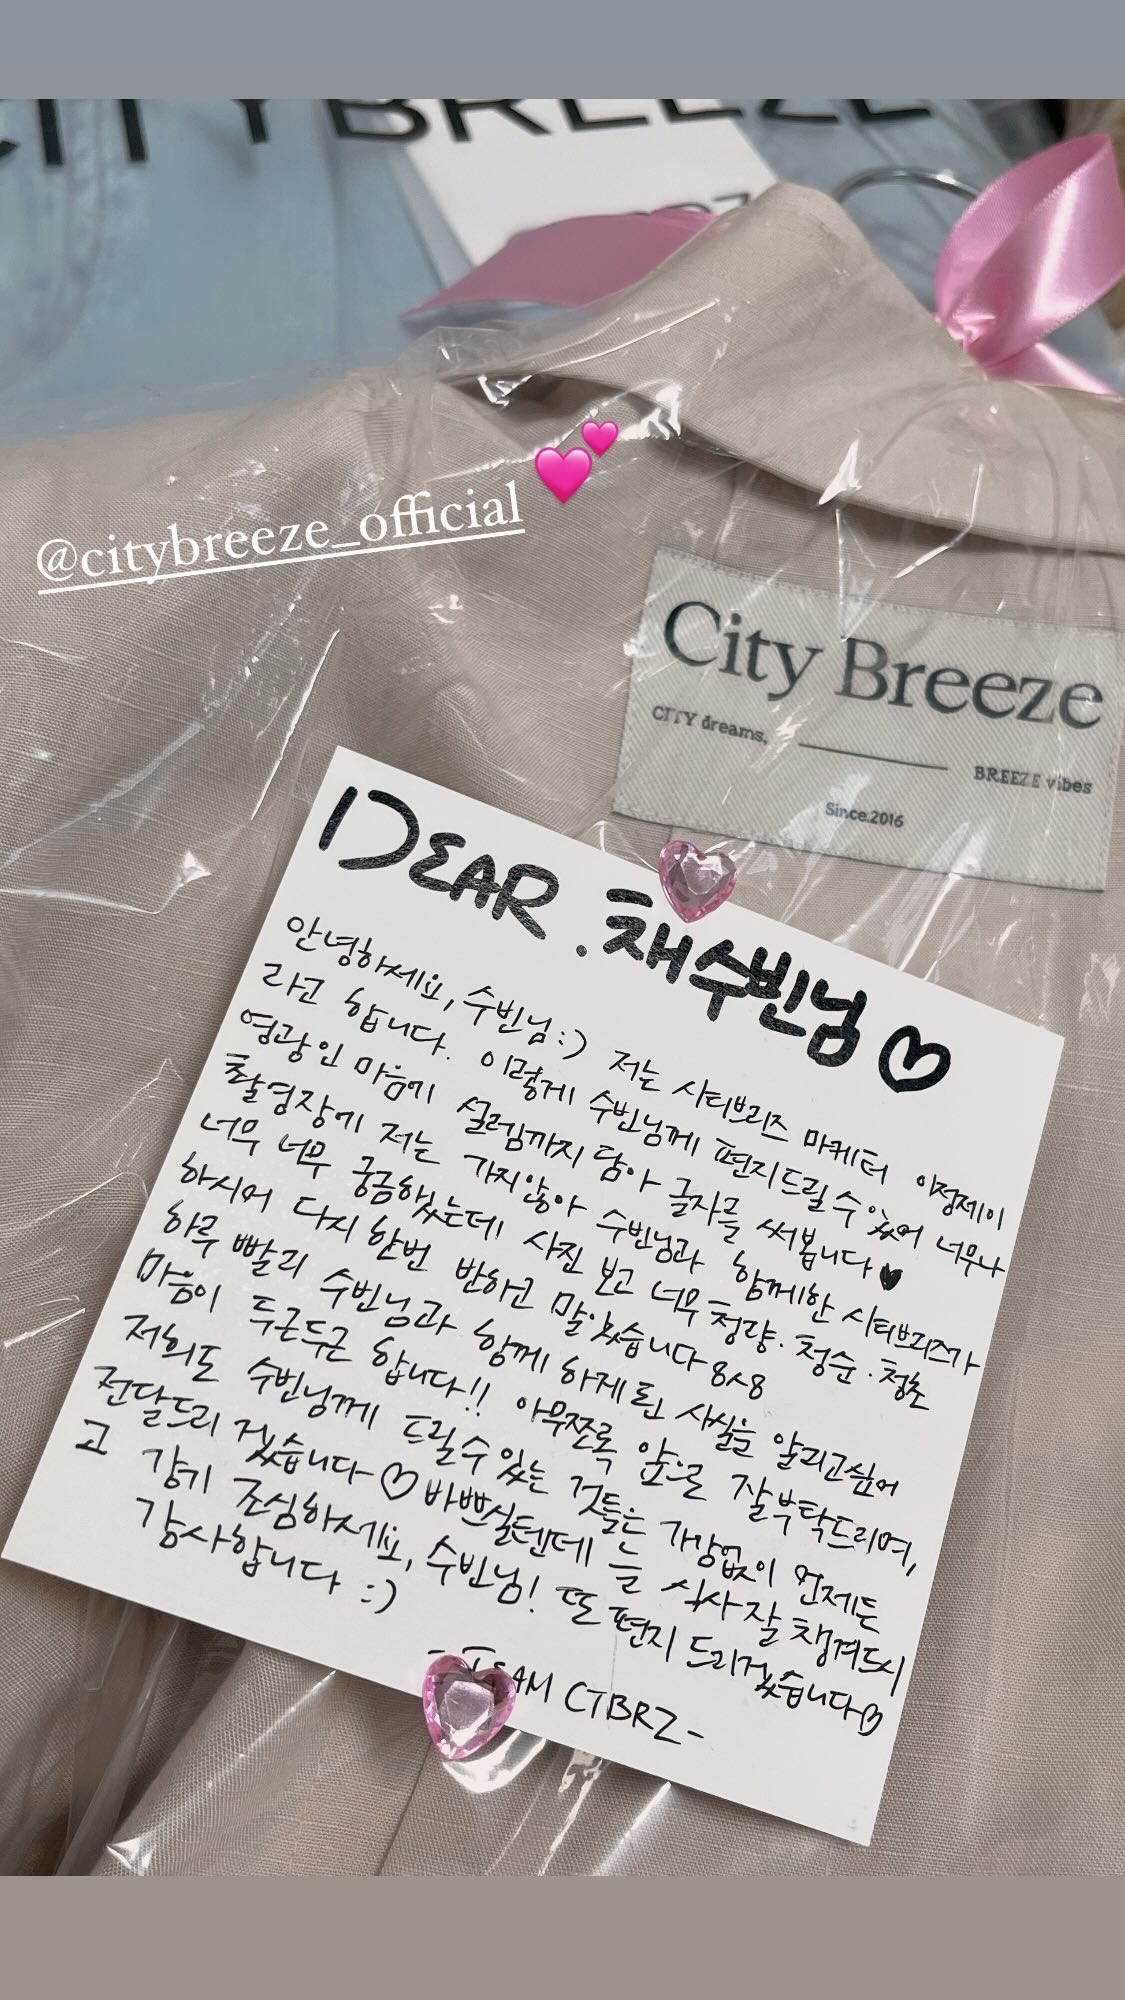 CITYBREEZE
@citybreeze_official
City Breeze
CITY dreams,
BREEZE vibes
Since.2016
DEAR. 채수빈님♡
안녕하세요, 수빈님:) 저는 시티브리즈 마케터 이정제이
라고 합니다. 이렇게 수빈님께 편지드릴 수 있어 너무나
영광인 마음에 설렘까지 담아 글자를 써봅니다♥
촬영장에 저는 가지않아 수빈님과 함께한 시티브리즈가
너무 너무 궁금했는데 사진 보고 너무 청량·청순·청초
하시어 다시 한번 반하고 말았습니다8ㅅ8
하루 빨리 수빈님과 함께 하게 된 사실을 알리고싶어
마음이 두근두근 합니다!! 아무쪼록 앞으로 잘부탁드리며,
저희도 수빈님께 드릴 수 있는 것들은 가감없이 언제든
전달드리겠습니다♡ 바쁘실텐데 늘 식사 잘 챙겨드시
고 감기 조심하세요, 수빈님! 또 편지 드리겠습니다♡
감사합니다 :)
-TEAM CTBRZ-